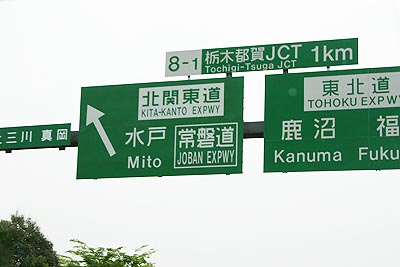 8-1 栃木都賀JCT 1km
Tochigi-Tsuga JCT
北関東道
KITA-KANTO EXPWY
水戸 常磐道
Mito JOBAN EXPWY
東北道
TOHOKU EXPWY
鹿沼 福
Kanuma Fuku
三川 真岡